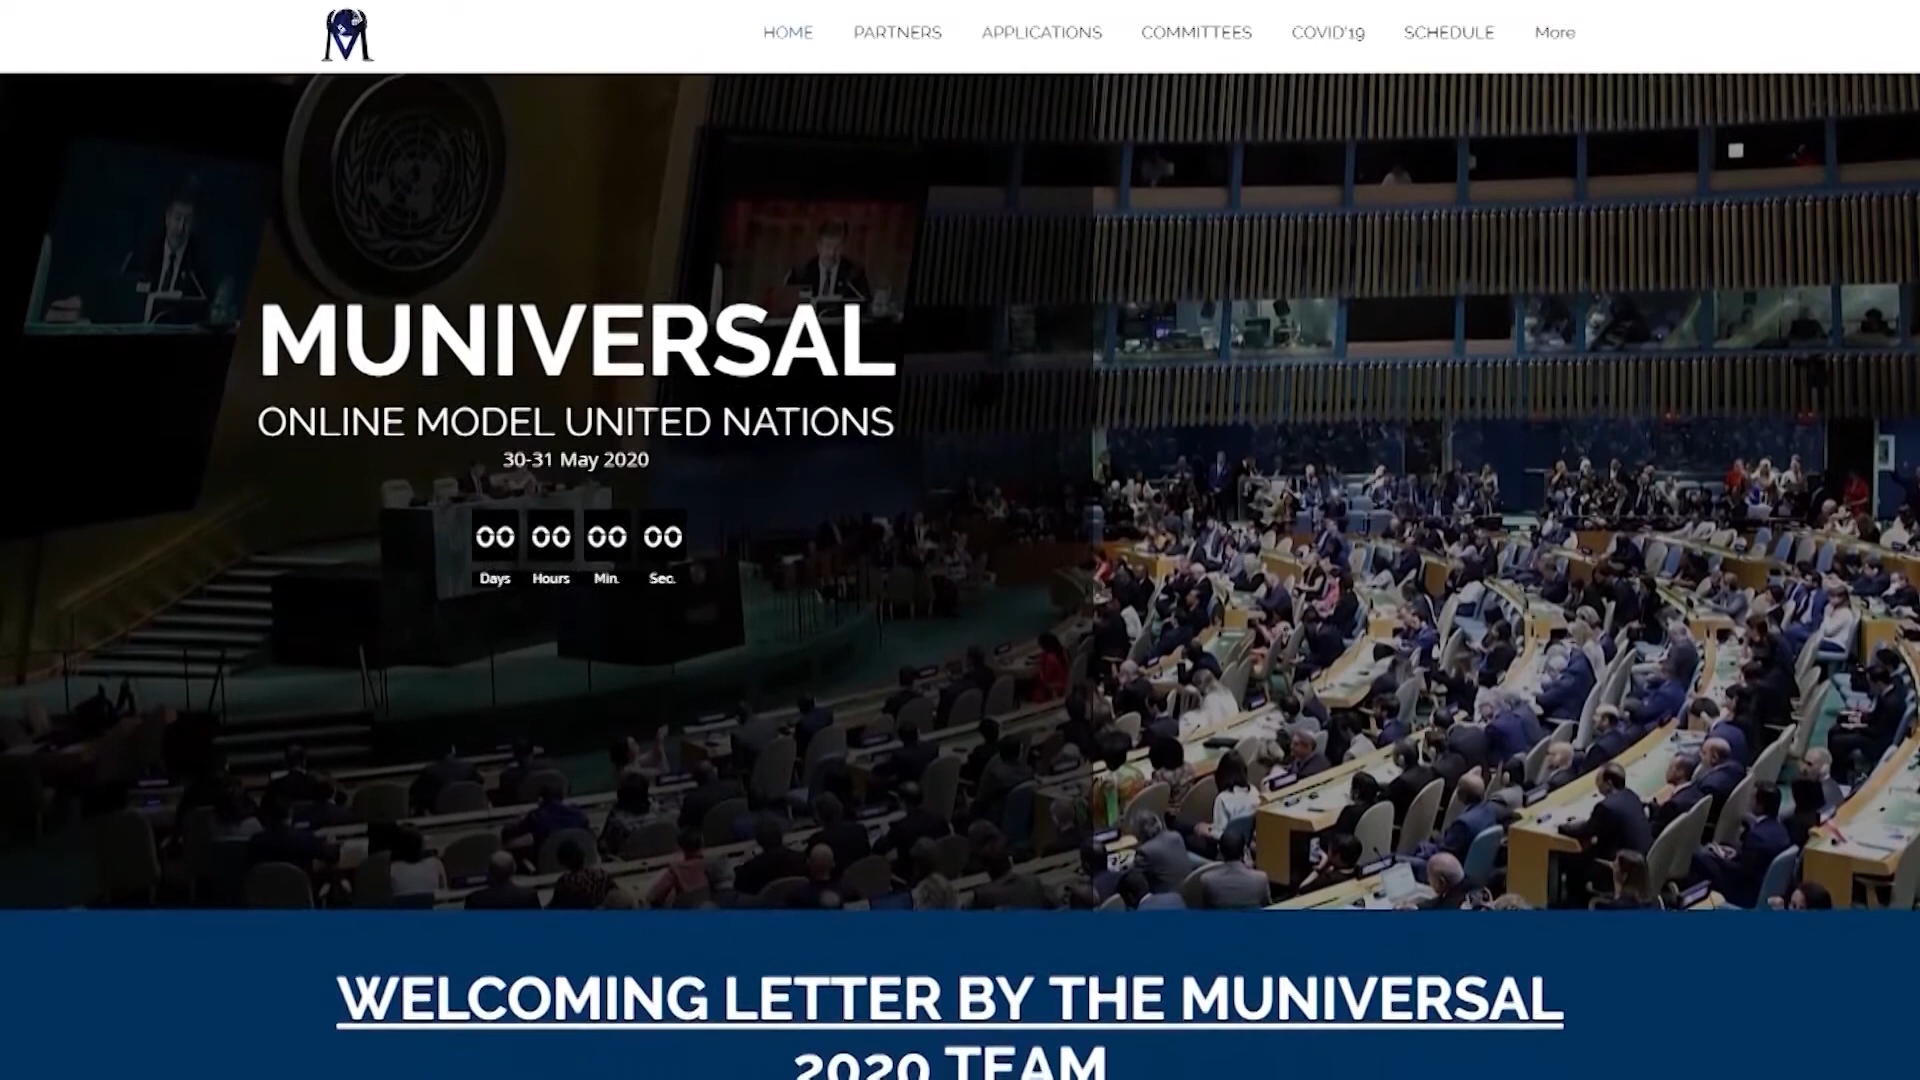 HOME PARTNERS APPLICATIONS COMMITTEES COVID'19 SCHEDULE More
MUNIVERSAL
ONLINE MODEL UNITED NATIONS
30-31 May 2020
00 00 00 00
Days Hours Min. Sec.
WELCOMING LETTER BY THE MUNIVERSAL
2020 TEAM